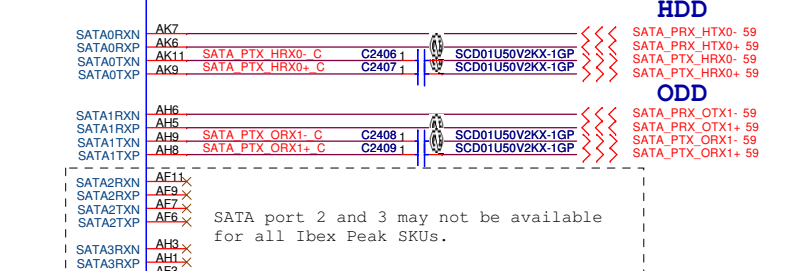 HDD
SATA0RXN AK7 SATA_PRX_HTX0- 59
SATA0RXP AK6 SATA_PRX_HTX0+ 59
SATA0TXN AK11 SATA_PTX_HRX0-_C C2406 1 SCD01U50V2KX-1GP SATA_PTX_HRX0- 59
SATA0TXP AK9 SATA_PTX_HRX0+_C C2407 1 SCD01U50V2KX-1GP SATA_PTX_HRX0+ 59
ODD
SATA1RXN AH6 SATA_PRX_OTX1- 59
SATA1RXP AH5 SATA_PRX_OTX1+ 59
SATA1TXN AH9 SATA_PTX_ORX1-_C C2408 1 SCD01U50V2KX-1GP SATA_PTX_ORX1- 59
SATA1TXP AH8 SATA_PTX_ORX1+_C C2409 1 SCD01U50V2KX-1GP SATA_PTX_ORX1+ 59
SATA2RXN AF11
SATA2RXP AF9
SATA2TXN AF7
SATA2TXP AF6
SATA port 2 and 3 may not be available
for all Ibex Peak SKUs.
SATA3RXN AH3
SATA3RXP AH1